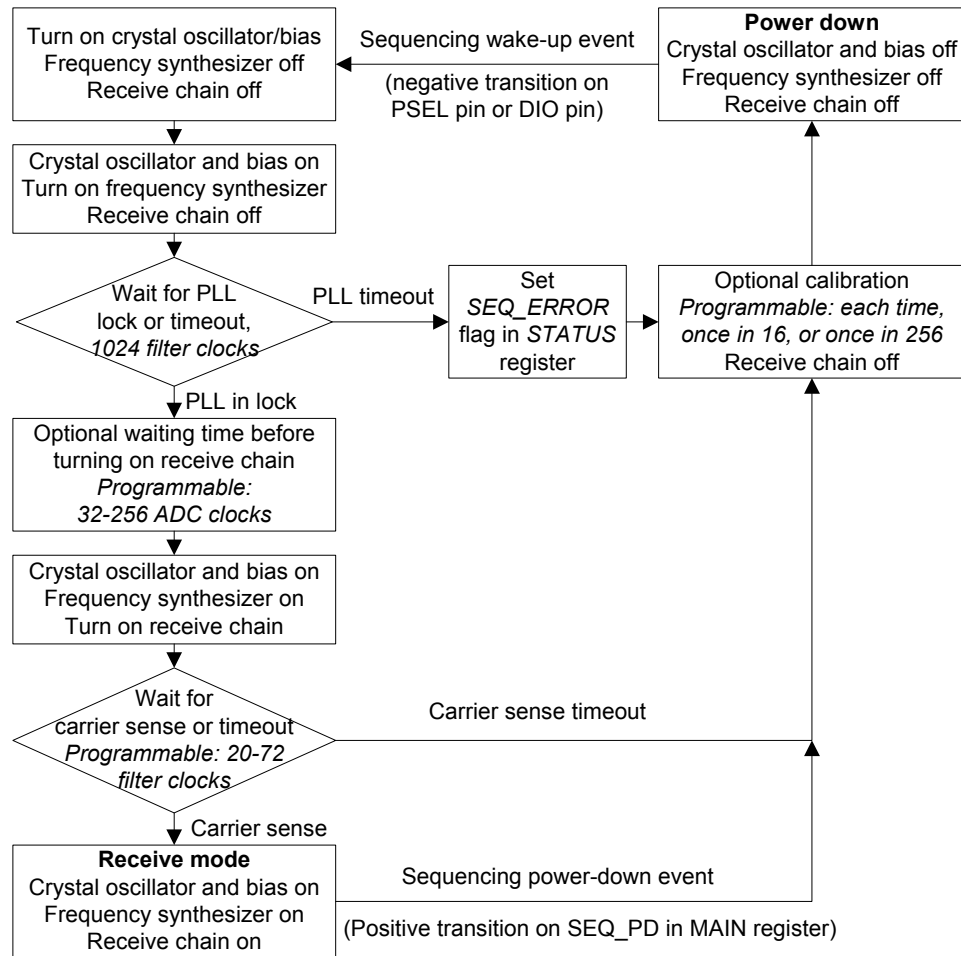 Turn on crystal oscillator/bias
Frequency synthesizer off
Receive chain off
Sequencing wake-up event
(negative transition on
PSEL pin or DIO pin)
Power down
Crystal oscillator and bias off
Frequency synthesizer off
Receive chain off
Crystal oscillator and bias on
Turn on frequency synthesizer
Receive chain off
Wait for PLL
lock or timeout,
1024 filter clocks
PLL timeout
Set
SEQ_ERROR
flag in STATUS
register
Optional calibration
Programmable: each time,
once in 16, or once in 256
Receive chain off
PLL in lock
Optional waiting time before
turning on receive chain
Programmable:
32-256 ADC clocks
Crystal oscillator and bias on
Frequency synthesizer on
Turn on receive chain
Wait for
carrier sense or timeout
Programmable: 20-72
filter clocks
Carrier sense timeout
Carrier sense
Receive mode
Crystal oscillator and bias on
Frequency synthesizer on
Receive chain on
Sequencing power-down event
(Positive transition on SEQ_PD in MAIN register)